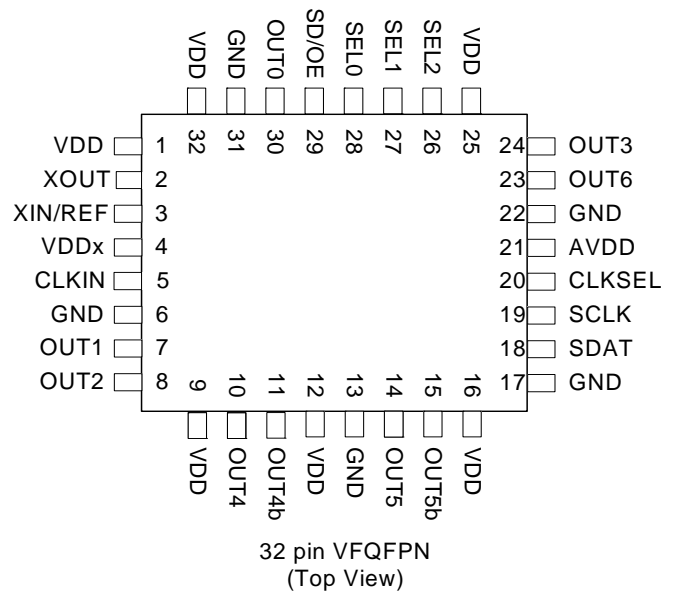 VDD
GND
OUT0
SD/OE
SEL0
SEL1
SEL2
VDD
32
31
30
29
28
27
26
25
VDD 1
XOUT 2
XIN/REF 3
VDDx 4
CLKIN 5
GND 6
OUT1 7
OUT2 8
24 OUT3
23 OUT6
22 GND
21 AVDD
20 CLKSEL
19 SCLK
18 SDAT
17 GND
9
10
11
12
13
14
15
16
VDD
OUT4
OUT4b
VDD
GND
OUT5
OUT5b
VDD
32 pin VFQFPN
(Top View)